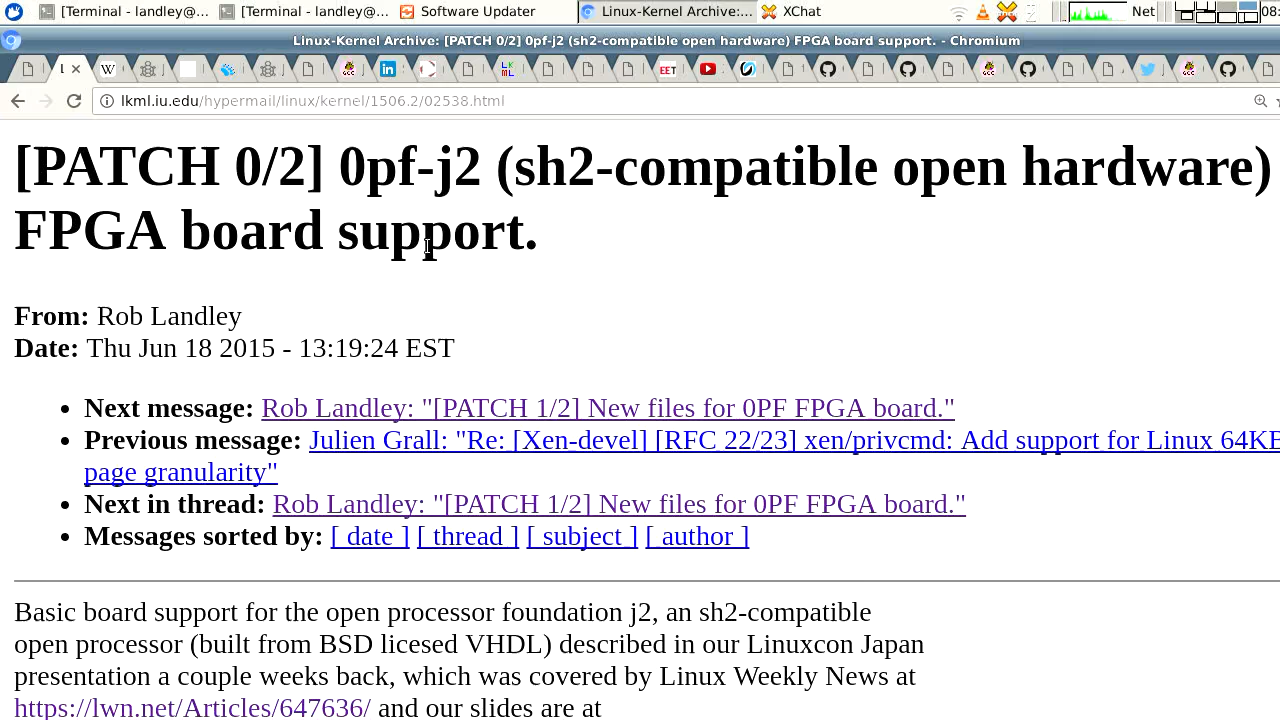 [Terminal - landley@... [Terminal - landley@... Software Updater Linux-Kernel Archive:... XChat Net 08:
Linux-Kernel Archive: [PATCH 0/2] 0pf-j2 (sh2-compatible open hardware) FPGA board support. - Chromium
lkml.iu.edu/hypermail/linux/kernel/1506.2/02538.html
[PATCH 0/2] 0pf-j2 (sh2-compatible open hardware)
FPGA board support.
From: Rob Landley
Date: Thu Jun 18 2015 - 13:19:24 EST
• Next message: Rob Landley: "[PATCH 1/2] New files for 0PF FPGA board."
• Previous message: Julien Grall: "Re: [Xen-devel] [RFC 22/23] xen/privcmd: Add support for Linux 64KB
page granularity"
• Next in thread: Rob Landley: "[PATCH 1/2] New files for 0PF FPGA board."
• Messages sorted by: [ date ] [ thread ] [ subject ] [ author ]
Basic board support for the open processor foundation j2, an sh2-compatible
open processor (built from BSD licesed VHDL) described in our Linuxcon Japan
presentation a couple weeks back, which was covered by Linux Weekly News at
https://lwn.net/Articles/647636/ and our slides are at